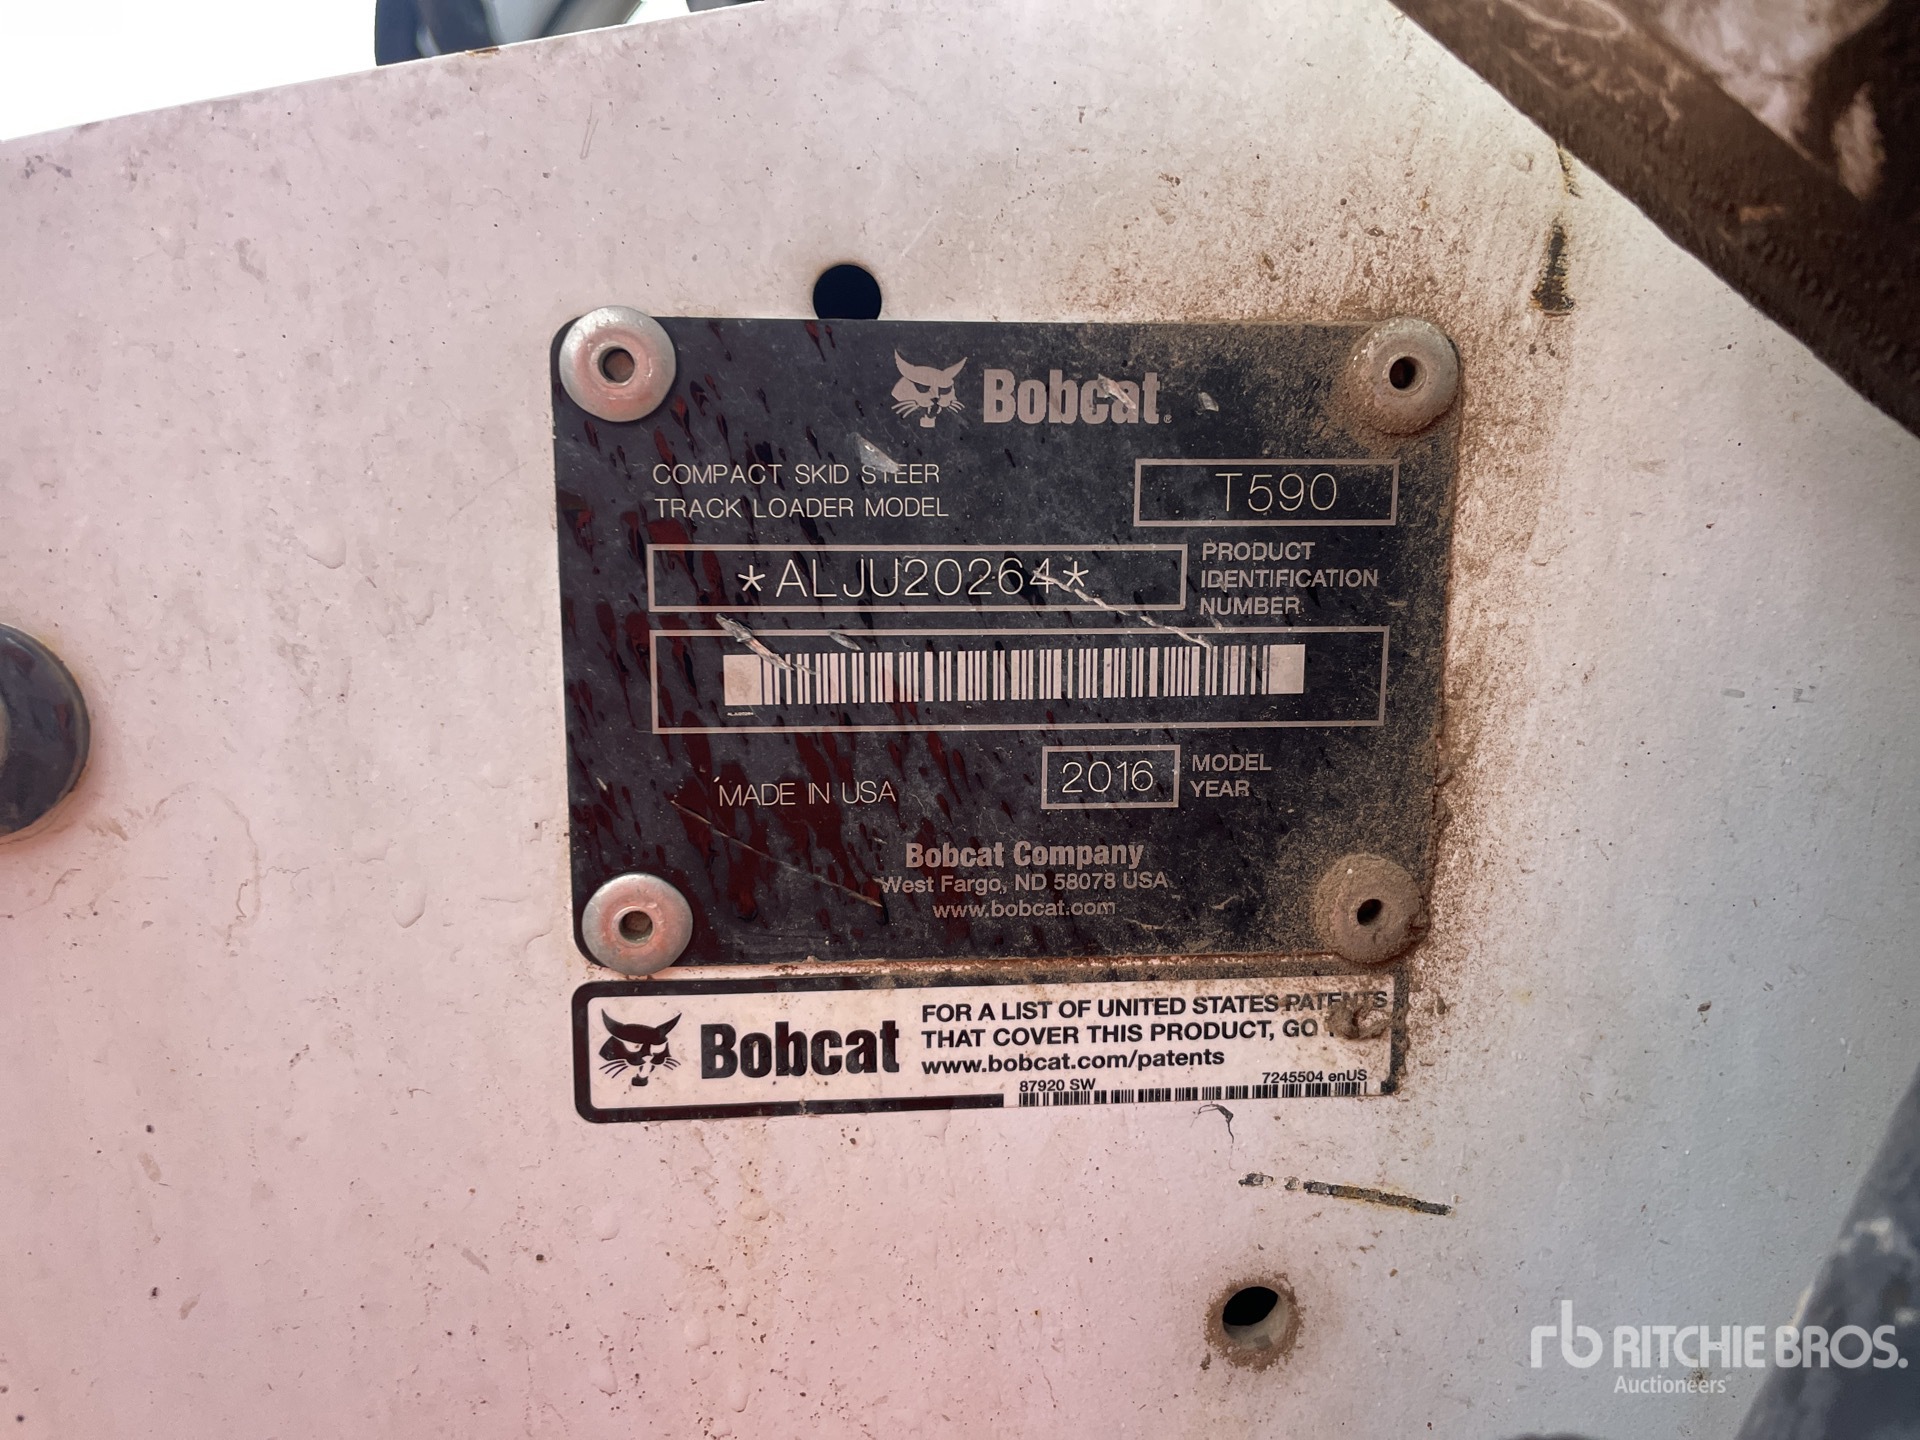 Bobcat®
COMPACT SKID STEER
TRACK LOADER MODEL
T590
*ALJU20264*
PRODUCT
IDENTIFICATION
NUMBER
2016
MODEL
YEAR
MADE IN USA
Bobcat Company
West Fargo, ND 58078 USA
www.bobcat.com
Bobcat
FOR A LIST OF UNITED STATES PATENTS
THAT COVER THIS PRODUCT, GO
www.bobcat.com/patents
87920 SW
7245504 enUS
rb RITCHIE BROS.
Auctioneers